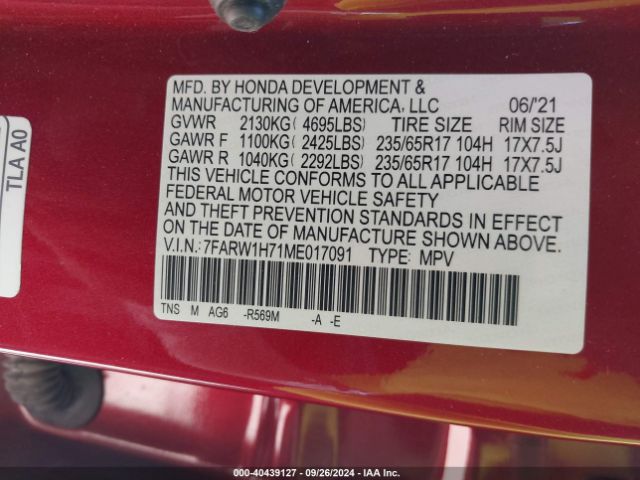 TLA A0
MFD. BY HONDA DEVELOPMENT &
MANUFACTURING OF AMERICA, LLC 06/'21
GVWR 2130KG( 4695LBS) TIRE SIZE RIM SIZE
GAWR F 1100KG( 2425LBS) 235/65R17 104H 17X7.5J
GAWR R 1040KG( 2292LBS) 235/65R17 104H 17X7.5J
THIS VEHICLE CONFORMS TO ALL APPLICABLE
FEDERAL MOTOR VEHICLE SAFETY
AND THEFT PREVENTION STANDARDS IN EFFECT
ON THE DATE OF MANUFACTURE SHOWN ABOVE.
V.I.N.:7FARW1H71ME017091 TYPE: MPV
TNS M AG6 -R569M -A -E
000-40439127 - 09/26/2024 - IAA Inc.